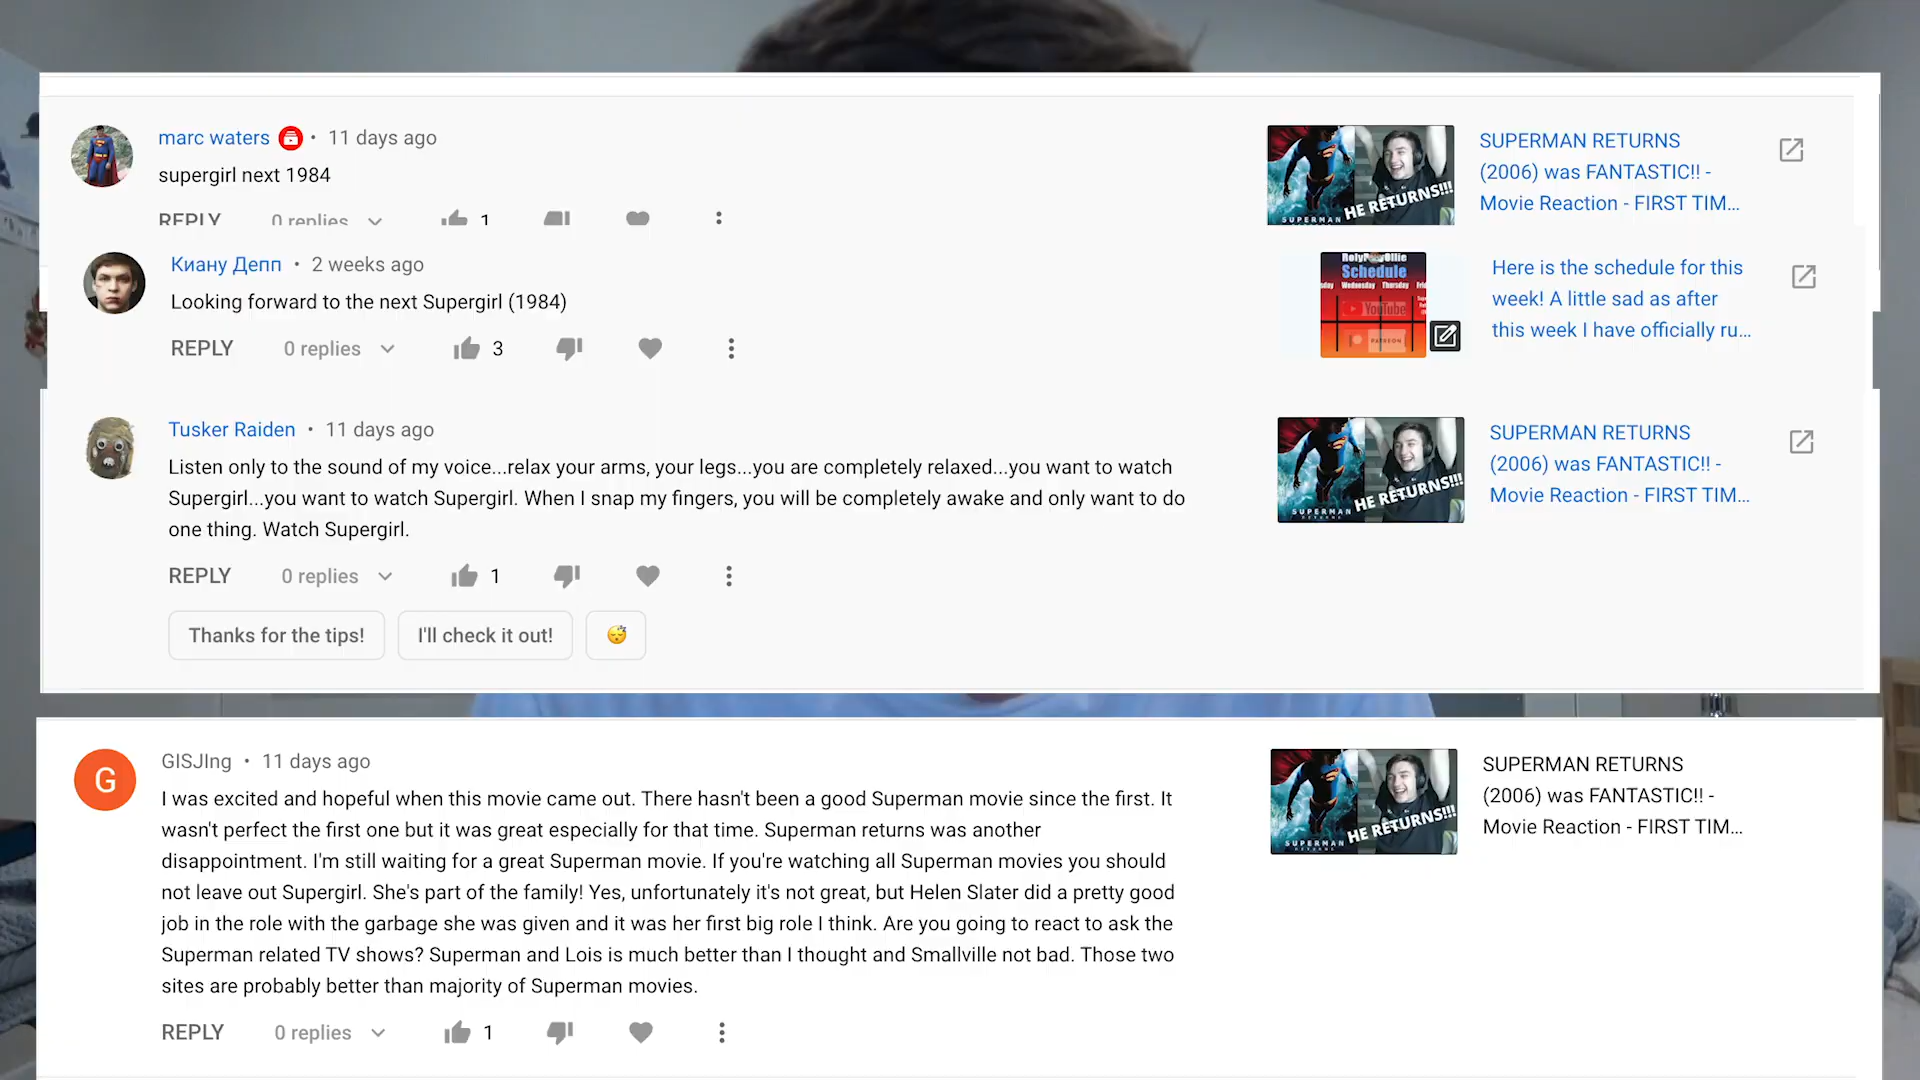 marc waters • 11 days ago
supergirl next 1984
REPLY 0 replies 1
SUPERMAN RETURNS
(2006) was FANTASTIC!! -
Movie Reaction - FIRST TIM...
SUPERMAN
HE RETURNS!!!
Киану Депп • 2 weeks ago
Looking forward to the next Supergirl (1984)
REPLY 0 replies 3
Schedule
Wednesday Thursday
YouTube
PATREON
Here is the schedule for this
week! A little sad as after
this week I have officially ru...
Tusker Raiden • 11 days ago
Listen only to the sound of my voice...relax your arms, your legs...you are completely relaxed...you want to watch
Supergirl...you want to watch Supergirl. When I snap my fingers, you will be completely awake and only want to do
one thing. Watch Supergirl.
REPLY 0 replies 1
Thanks for the tips! I'll check it out!
SUPERMAN RETURNS
(2006) was FANTASTIC!! -
Movie Reaction - FIRST TIM...
SUPERMAN
HE RETURNS!!!
G
GISJIng • 11 days ago
I was excited and hopeful when this movie came out. There hasn't been a good Superman movie since the first. It
wasn't perfect the first one but it was great especially for that time. Superman returns was another
disappointment. I'm still waiting for a great Superman movie. If you're watching all Superman movies you should
not leave out Supergirl. She's part of the family! Yes, unfortunately it's not great, but Helen Slater did a pretty good
job in the role with the garbage she was given and it was her first big role I think. Are you going to react to ask the
Superman related TV shows? Superman and Lois is much better than I thought and Smallville not bad. Those two
sites are probably better than majority of Superman movies.
REPLY 0 replies 1
SUPERMAN RETURNS
(2006) was FANTASTIC!! -
Movie Reaction - FIRST TIM...
SUPERMAN
HE RETURNS!!!